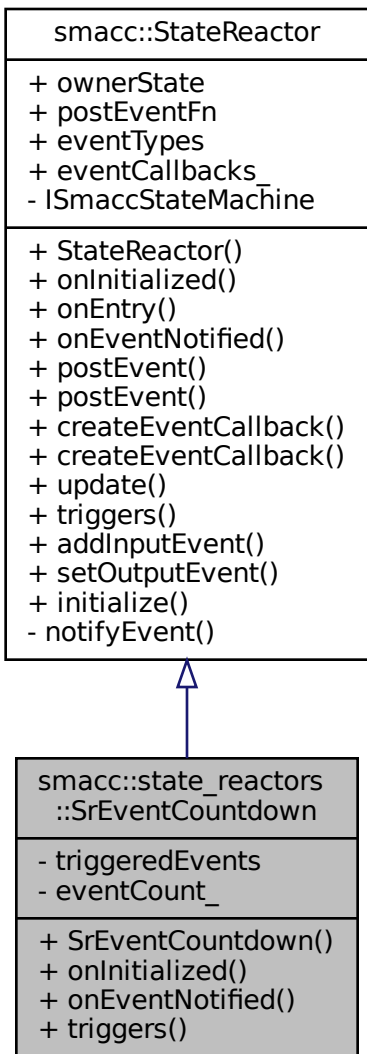 smacc::StateReactor
+ ownerState
+ postEventFn
+ eventTypes
+ eventCallbacks_
- ISmaccStateMachine
+ StateReactor()
+ onInitialized()
+ onEntry()
+ onEventNotified()
+ postEvent()
+ postEvent()
+ createEventCallback()
+ createEventCallback()
+ update()
+ triggers()
+ addInputEvent()
+ setOutputEvent()
+ initialize()
- notifyEvent()
smacc::state_reactors
::SrEventCountdown
- triggeredEvents
- eventCount_
+ SrEventCountdown()
+ onInitialized()
+ onEventNotified()
+ triggers()